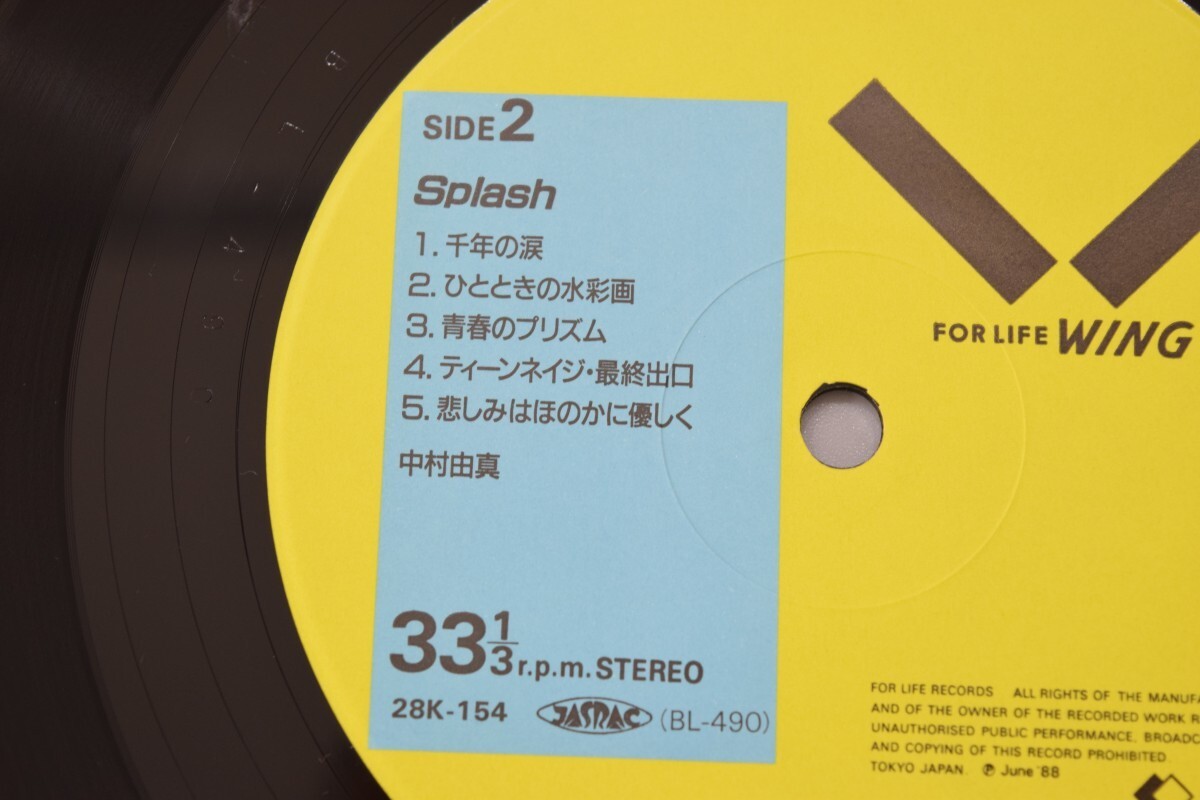 SIDE 2
Splash
1. 千年の涙
2. ひとときの水彩画
3. 青春のプリズム
4. ティーンネイジ・最終出口
5. 悲しみはほのかに優しく
中村由真
33 1/3 r.p.m. STEREO
28K-154 JASRAC (BL-490)
FOR LIFE WING
FOR LIFE RECORDS ALL RIGHTS OF THE
AND OF THE OWNER OF THE RECORDED WORK
UNAUTHORISED PUBLIC PERFORMANCE,
AND COPYING OF THIS RECORD PROHIBITED.
TOKYO JAPAN. ℗ June '88